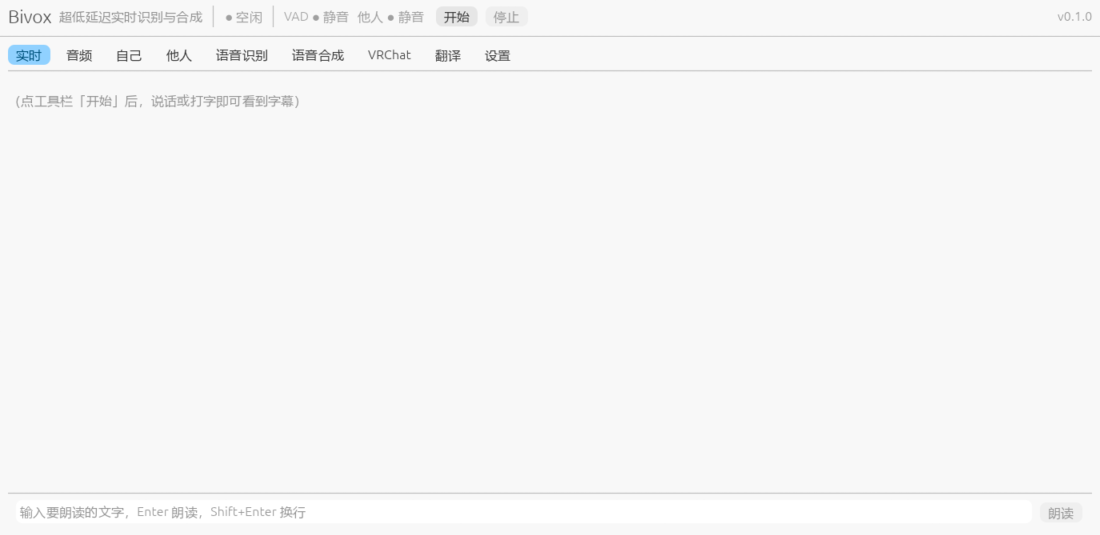 Bivox 超低延迟实时识别与合成 ● 空闲 VAD ● 静音 他人 ● 静音 开始 停止 v0.1.0
实时 音频 自己 他人 语音识别 语音合成 VRChat 翻译 设置
(点工具栏「开始」后，说话或打字即可看到字幕)
输入要朗读的文字，Enter 朗读，Shift+Enter 换行 朗读